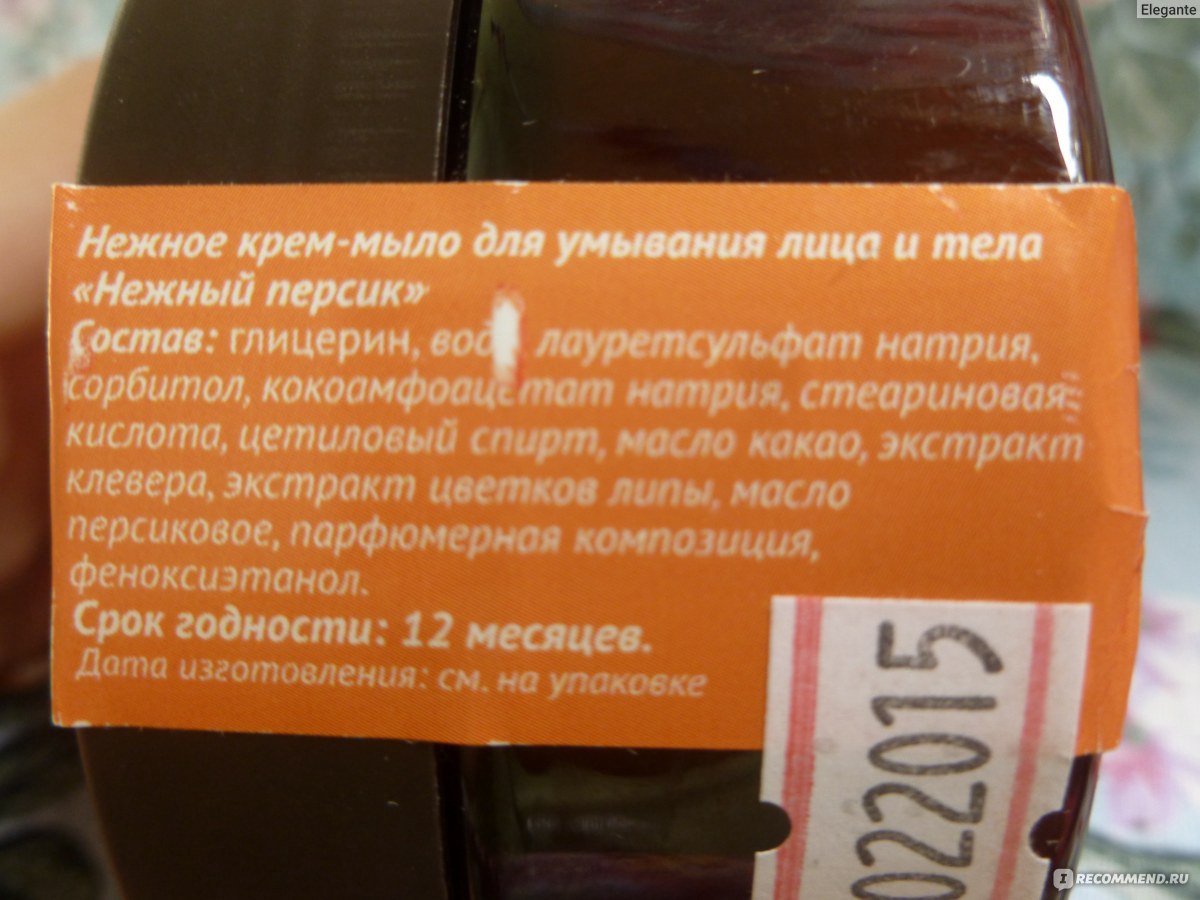 Elegante
Нежное крем-мыло для умывания лица и тела
«Нежный персик»
Состав: глицерин, вод лауретсульфат натрия,
сорбитол, кокоамфоацетат натрия, стеариновая
кислота, цетиловый спирт, масло какао, экстракт
клевера, экстракт цветков липы, масло
персиковое, парфюмерная композиция,
феноксиэтанол.
Срок годности: 12 месяцев.
Дата изготовления: см. на упаковке
022015
IRECOMMEND.RU